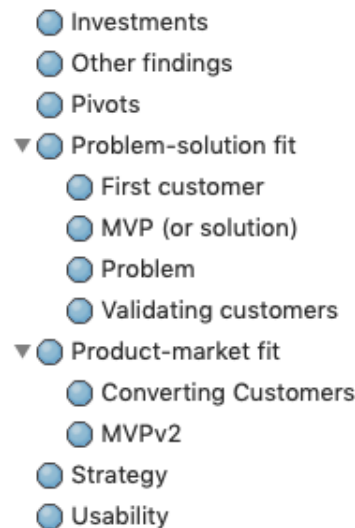 Investments
Other findings
Pivots
Problem-solution fit
First customer
MVP (or solution)
Problem
Validating customers
Product-market fit
Converting Customers
MVPv2
Strategy
Usability